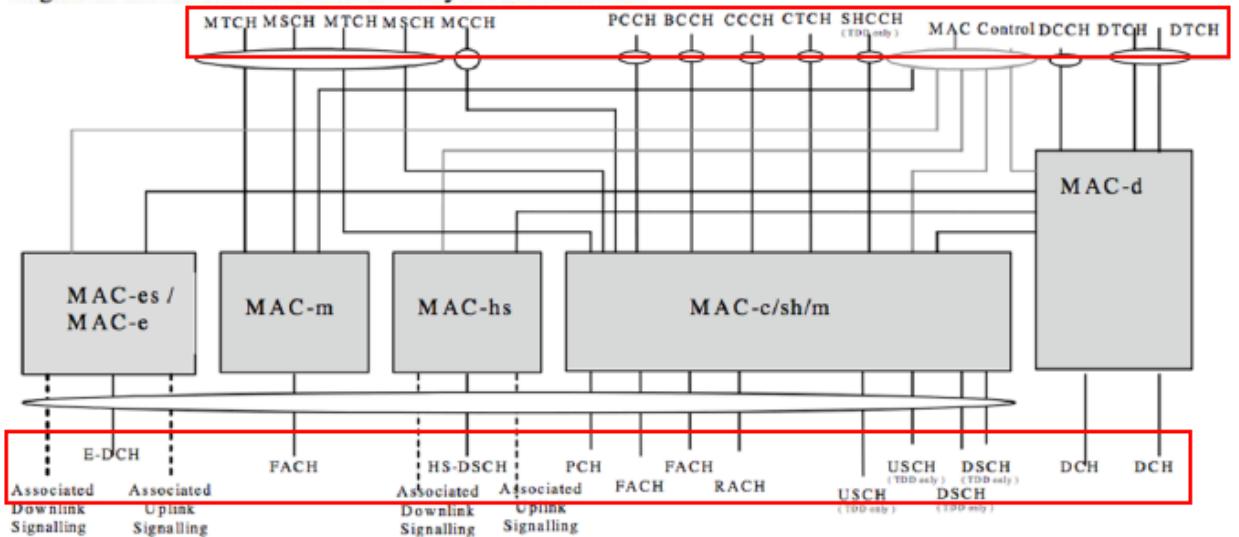 MTCH MSCH MTCH MSCH MCCH PCCH BCCH CCCH CTCH SHCCH MAC Control DCCH DTCH DTCH
( TDD only )
MAC-d
MAC-es /
MAC-e
MAC-m
MAC-hs
MAC-c/sh/m
E-DCH
FACH
HS-DSCH
PCH
FACH
USCH
( TDD only )
DSCH
( TDD only )
DCH
DCH
FACH
RACH
USCH
( TDD only )
DSCH
( TDD only )
Associated
Downlink
Signalling
Associated
Uplink
Signalling
Associated
Downlink
Signalling
Associated
Uplink
Signalling